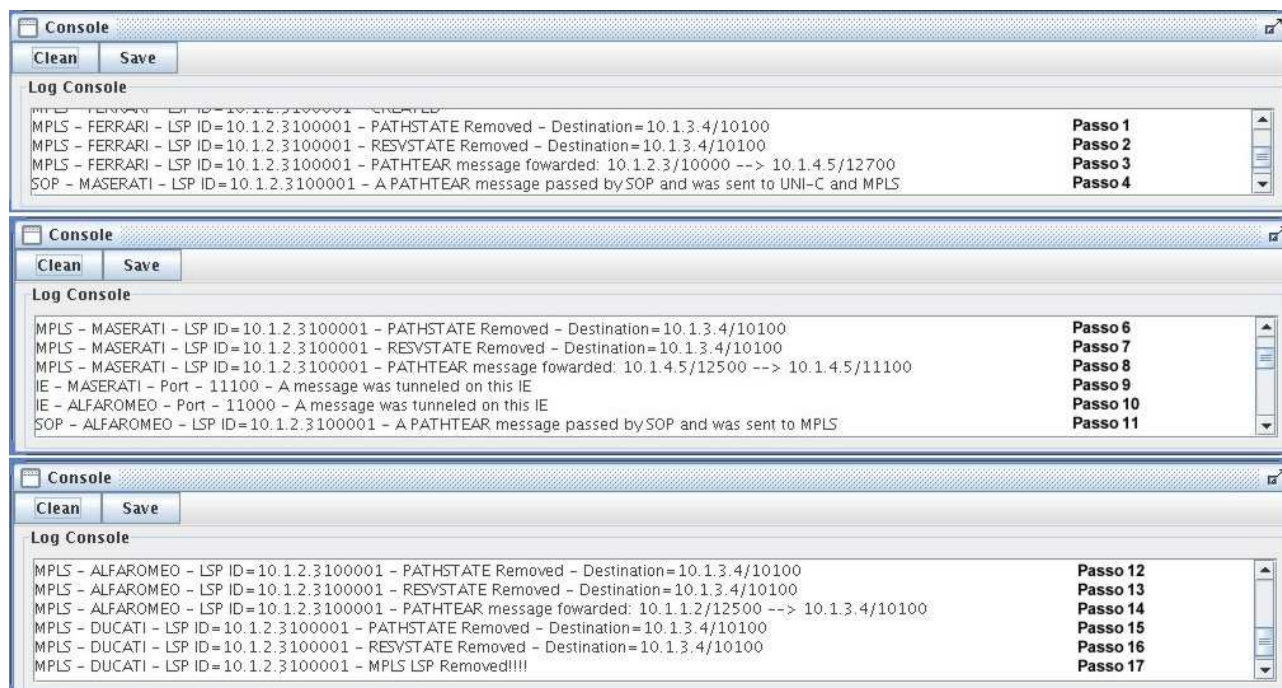 Console
Clean Save
Log Console
MPLS - FERRARI - LSP ID=10.1.2.3100001 - CREATED
MPLS - FERRARI - LSP ID=10.1.2.3100001 - PATHSTATE Removed - Destination=10.1.3.4/10100 Passo 1
MPLS - FERRARI - LSP ID=10.1.2.3100001 - RESVSTATE Removed - Destination=10.1.3.4/10100 Passo 2
MPLS - FERRARI - LSP ID=10.1.2.3100001 - PATHTEAR message fowarded: 10.1.2.3/10000 --> 10.1.4.5/12700 Passo 3
SOP - MASERATI - LSP ID=10.1.2.3100001 - A PATHTEAR message passed by SOP and was sent to UNI-C and MPLS Passo 4
Console
Clean Save
Log Console
MPLS - MASERATI - LSP ID=10.1.2.3100001 - PATHSTATE Removed - Destination=10.1.3.4/10100 Passo 6
MPLS - MASERATI - LSP ID=10.1.2.3100001 - RESVSTATE Removed - Destination=10.1.3.4/10100 Passo 7
MPLS - MASERATI - LSP ID=10.1.2.3100001 - PATHTEAR message fowarded: 10.1.4.5/12500 --> 10.1.4.5/11100 Passo 8
IE - MASERATI - Port - 11100 - A message was tunneled on this IE Passo 9
IE - ALFAROMEO - Port - 11000 - A message was tunneled on this IE Passo 10
SOP - ALFAROMEO - LSP ID=10.1.2.3100001 - A PATHTEAR message passed by SOP and was sent to MPLS Passo 11
Console
Clean Save
Log Console
MPLS - ALFAROMEO - LSP ID=10.1.2.3100001 - PATHSTATE Removed - Destination=10.1.3.4/10100 Passo 12
MPLS - ALFAROMEO - LSP ID=10.1.2.3100001 - RESVSTATE Removed - Destination=10.1.3.4/10100 Passo 13
MPLS - ALFAROMEO - LSP ID=10.1.2.3100001 - PATHTEAR message fowarded: 10.1.1.2/12500 --> 10.1.3.4/10100 Passo 14
MPLS - DUCATI - LSP ID=10.1.2.3100001 - PATHSTATE Removed - Destination=10.1.3.4/10100 Passo 15
MPLS - DUCATI - LSP ID=10.1.2.3100001 - RESVSTATE Removed - Destination=10.1.3.4/10100 Passo 16
MPLS - DUCATI - LSP ID=10.1.2.3100001 - MPLS LSP Removed!!!! Passo 17